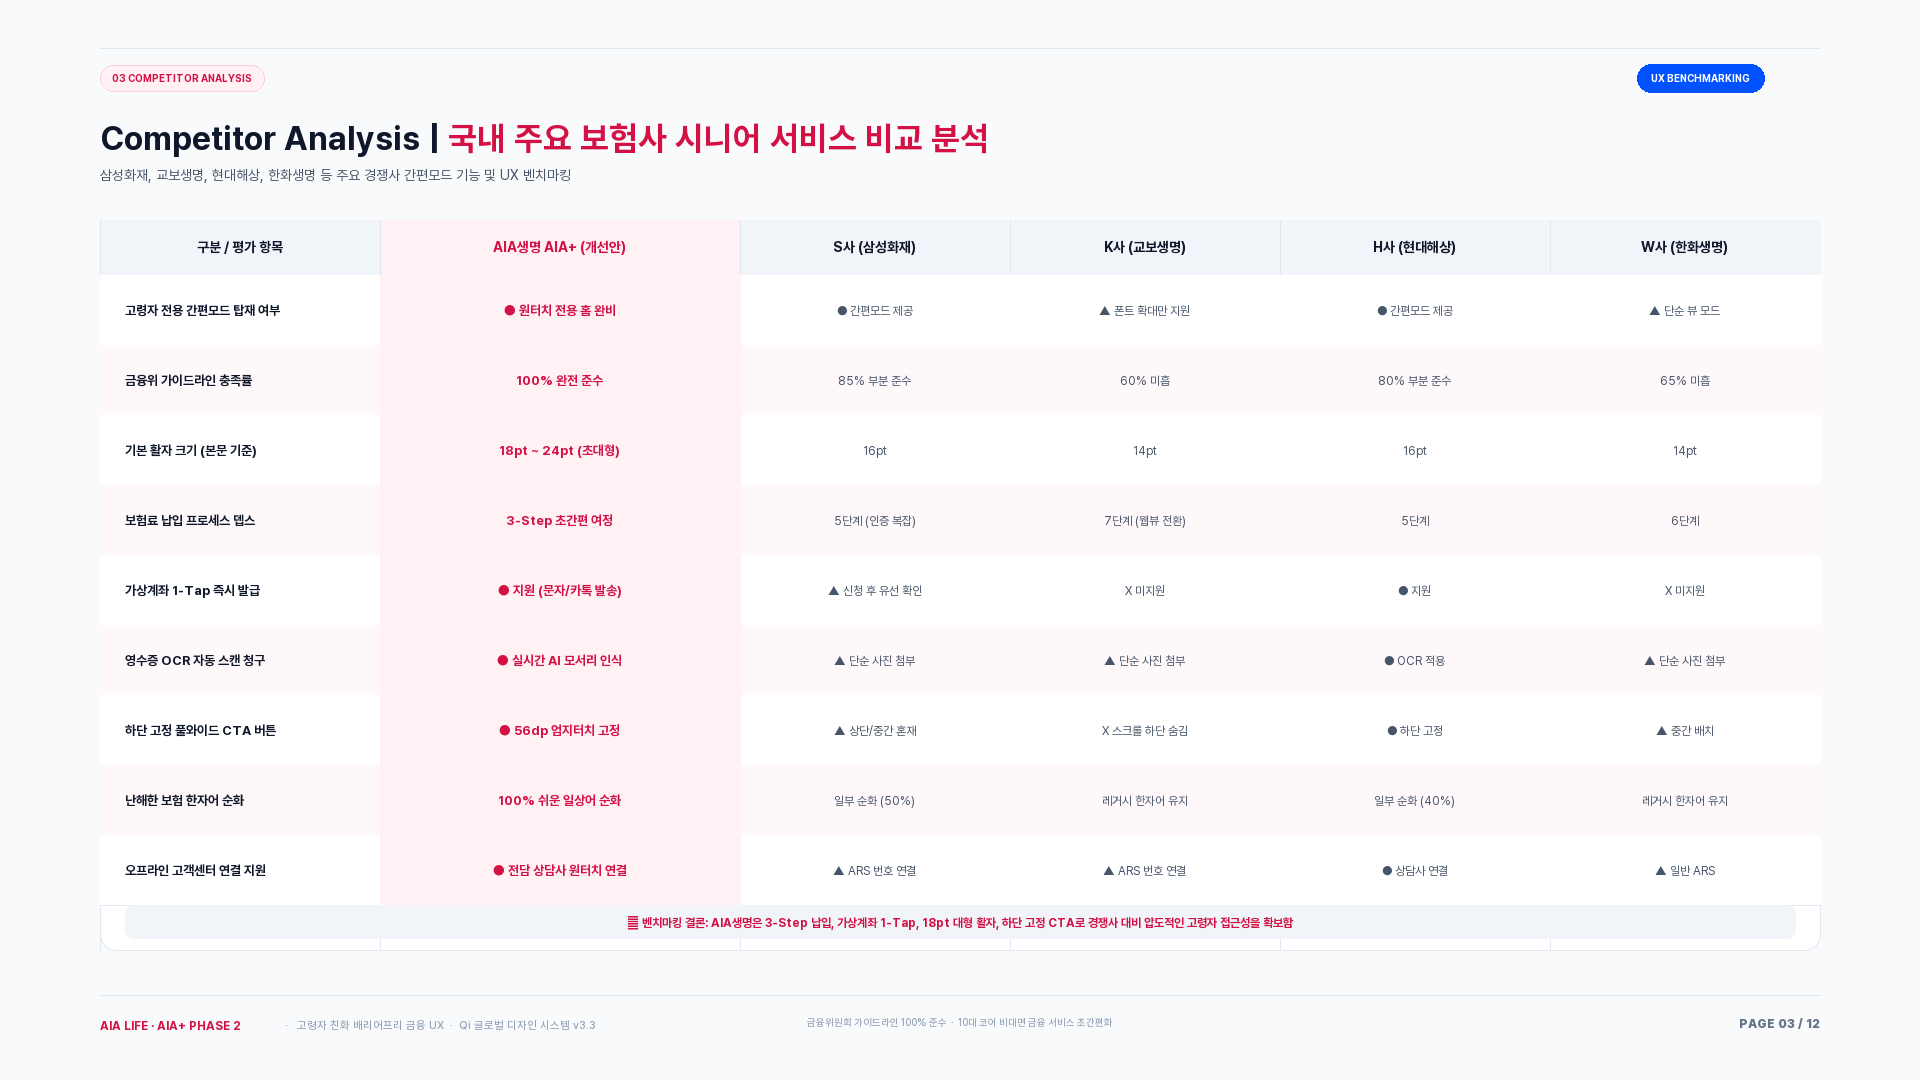 03 COMPETITOR ANALYSIS
UX BENCHMARKING
Competitor Analysis | 국내 주요 보험사 시니어 서비스 비교 분석
삼성화재, 교보생명, 현대해상, 한화생명 등 주요 경쟁사 간편모드 기능 및 UX 벤치마킹
구분 / 평가 항목 AIA생명 AIA+ (개선안) S사 (삼성화재) K사 (교보생명) H사 (현대해상) W사 (한화생명)
고령자 전용 간편모드 탑재 여부 ● 원터치 전용 홈 완비 ● 간편모드 제공 ▲ 폰트 확대만 지원 ● 간편모드 제공 ▲ 단순 뷰 모드
금융위 가이드라인 충족률 100% 완전 준수 85% 부분 준수 60% 미흡 80% 부분 준수 65% 미흡
기본 활자 크기 (본문 기준) 18pt ~ 24pt (초대형) 16pt 14pt 16pt 14pt
보험료 납입 프로세스 뎁스 3-Step 초간편 여정 5단계 (인증 복잡) 7단계 (웹뷰 전환) 5단계 6단계
가상계좌 1-Tap 즉시 발급 ● 지원 (문자/카톡 발송) ▲ 신청 후 유선 확인 X 미지원 ● 지원 X 미지원
영수증 OCR 자동 스캔 청구 ● 실시간 AI 모서리 인식 ▲ 단순 사진 첨부 ▲ 단순 사진 첨부 ● OCR 적용 ▲ 단순 사진 첨부
하단 고정 풀와이드 CTA 버튼 ● 56dp 엄지터치 고정 ▲ 상단/중간 혼재 X 스크롤 하단 숨김 ● 하단 고정 ▲ 중간 배치
난해한 보험 한자어 순화 100% 쉬운 일상어 순화 일부 순화 (50%) 레거시 한자어 유지 일부 순화 (40%) 레거시 한자어 유지
오프라인 고객센터 연결 지원 ● 전담 상담사 원터치 연결 ▲ ARS 번호 연결 ▲ ARS 번호 연결 ● 상담사 연결 ▲ 일반 ARS
벤치마킹 결론: AIA생명은 3-Step 납입, 가상계좌 1-Tap, 18pt 대형 활자, 하단 고정 CTA로 경쟁사 대비 압도적인 고령자 접근성을 확보함
AIA LIFE · AIA+ PHASE 2 · 고령자 친화 배리어프리 금융 UX · Qi 글로벌 디자인 시스템 v3.3
금융위원회 가이드라인 100% 준수 · 10대 코어 비대면 금융 서비스 초간편화
PAGE 03 / 12